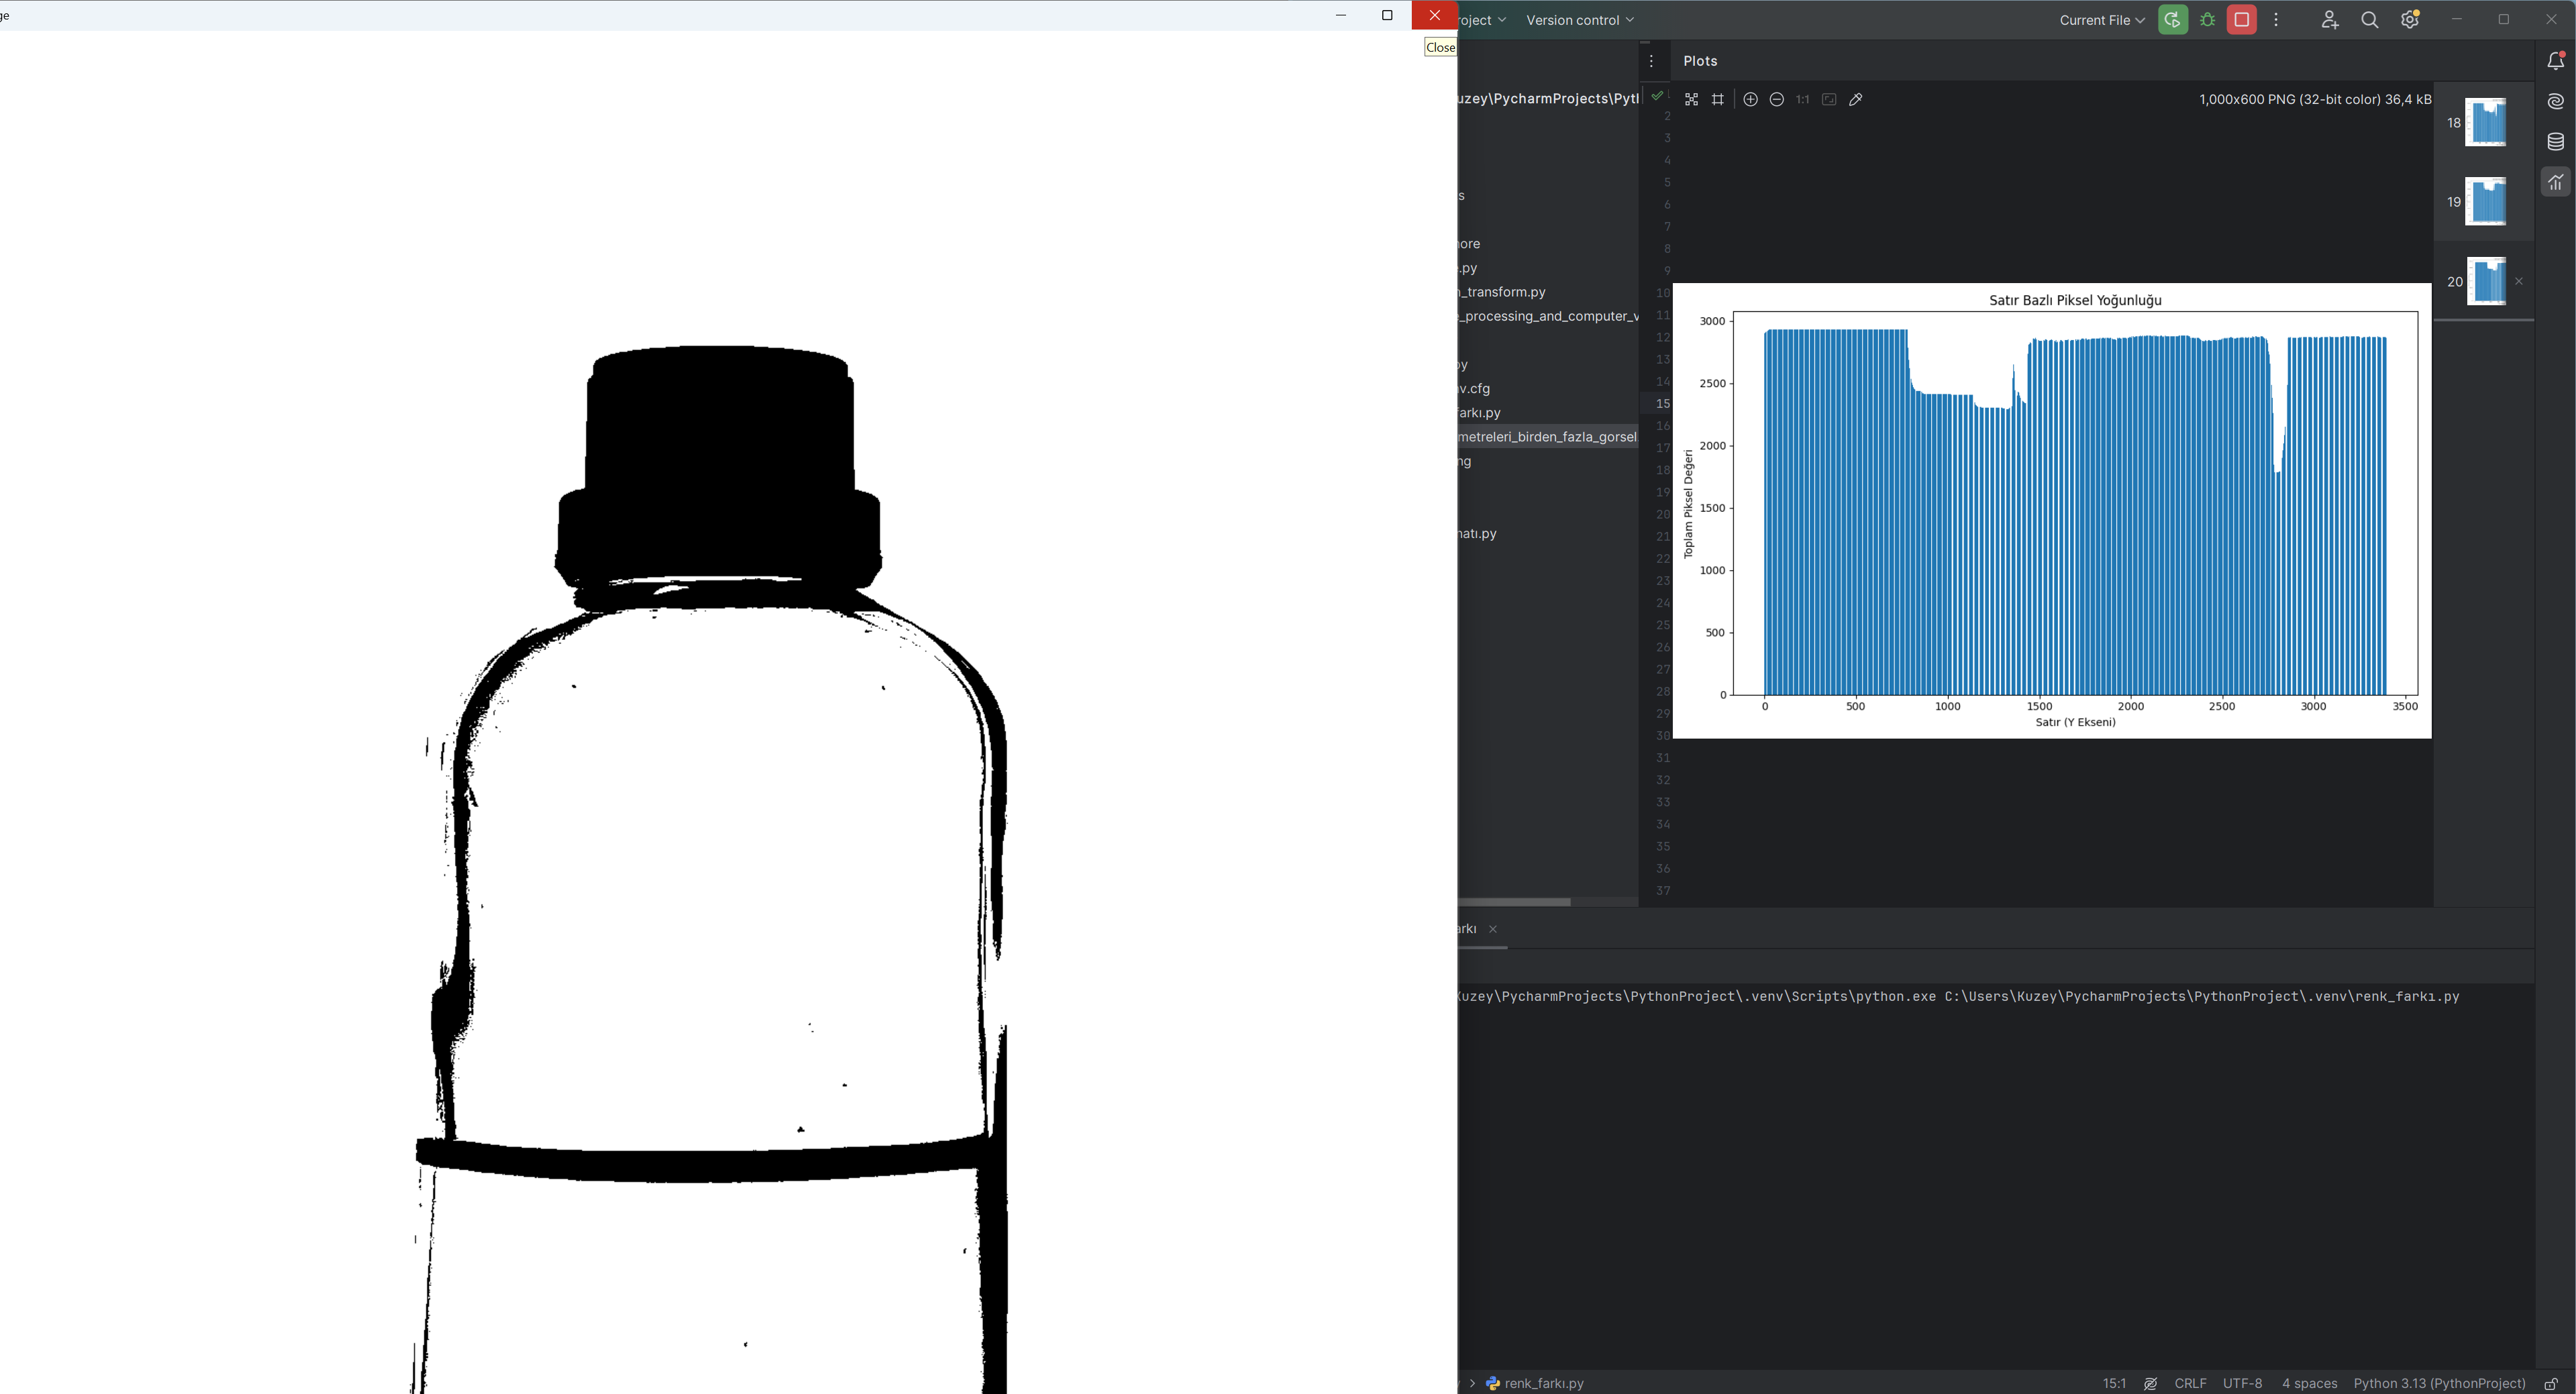 ge
Close
roject
Version control
Current File
Plots
uzey\PycharmProjects\Pyth
1:1
1,000x600 PNG (32-bit color) 36,4 kB
s
ore
.py
_transform.py
_processing_and_computer_v
oy
v.cfg
farkı.py
metreleri_birden_fazla_gorsel.
ng
natı.py
2
3
4
5
6
7
8
9
10
11
12
13
14
15
16
17
18
19
20
21
22
23
24
25
26
27
28
29
30
31
32
33
34
35
36
37
Satır Bazlı Piksel Yoğunluğu
Toplam Piksel Değeri
3000
2500
2000
1500
1000
500
0
0 500 1000 1500 2000 2500 3000 3500
Satır (Y Ekseni)
18
19
20
arkı
Kuzey\PycharmProjects\PythonProject\.venv\Scripts\python.exe C:\Users\Kuzey\PycharmProjects\PythonProject\.venv\renk_farkı.py
renk_farkı.py
15:1 CRLF UTF-8 4 spaces Python 3.13 (PythonProject)